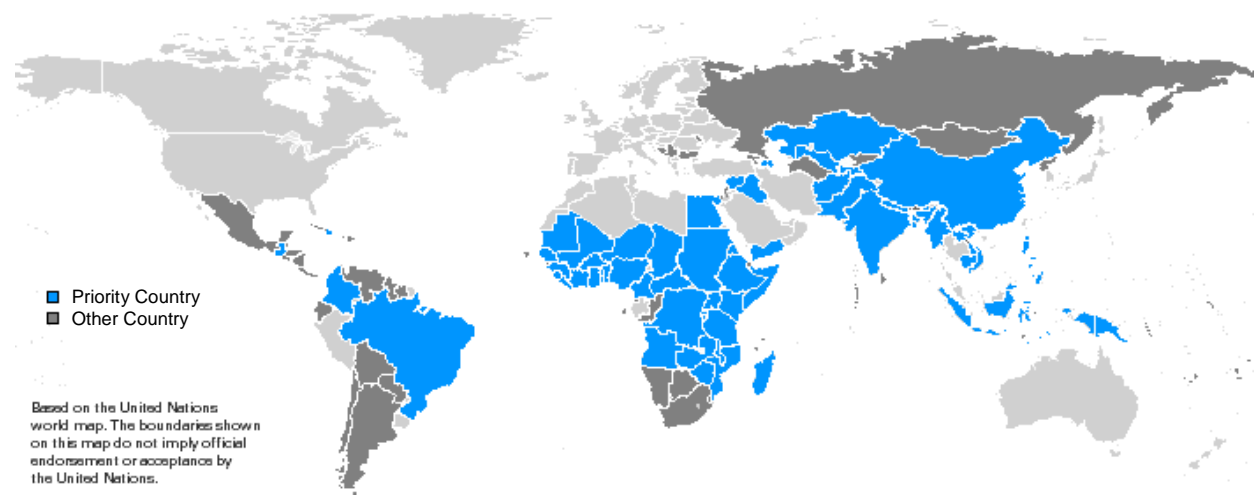 Priority Country
Other Country
Based on the United Nations
world map. The boundaries shown
on this map do not imply official
endorsement or acceptance by
the United Nations.